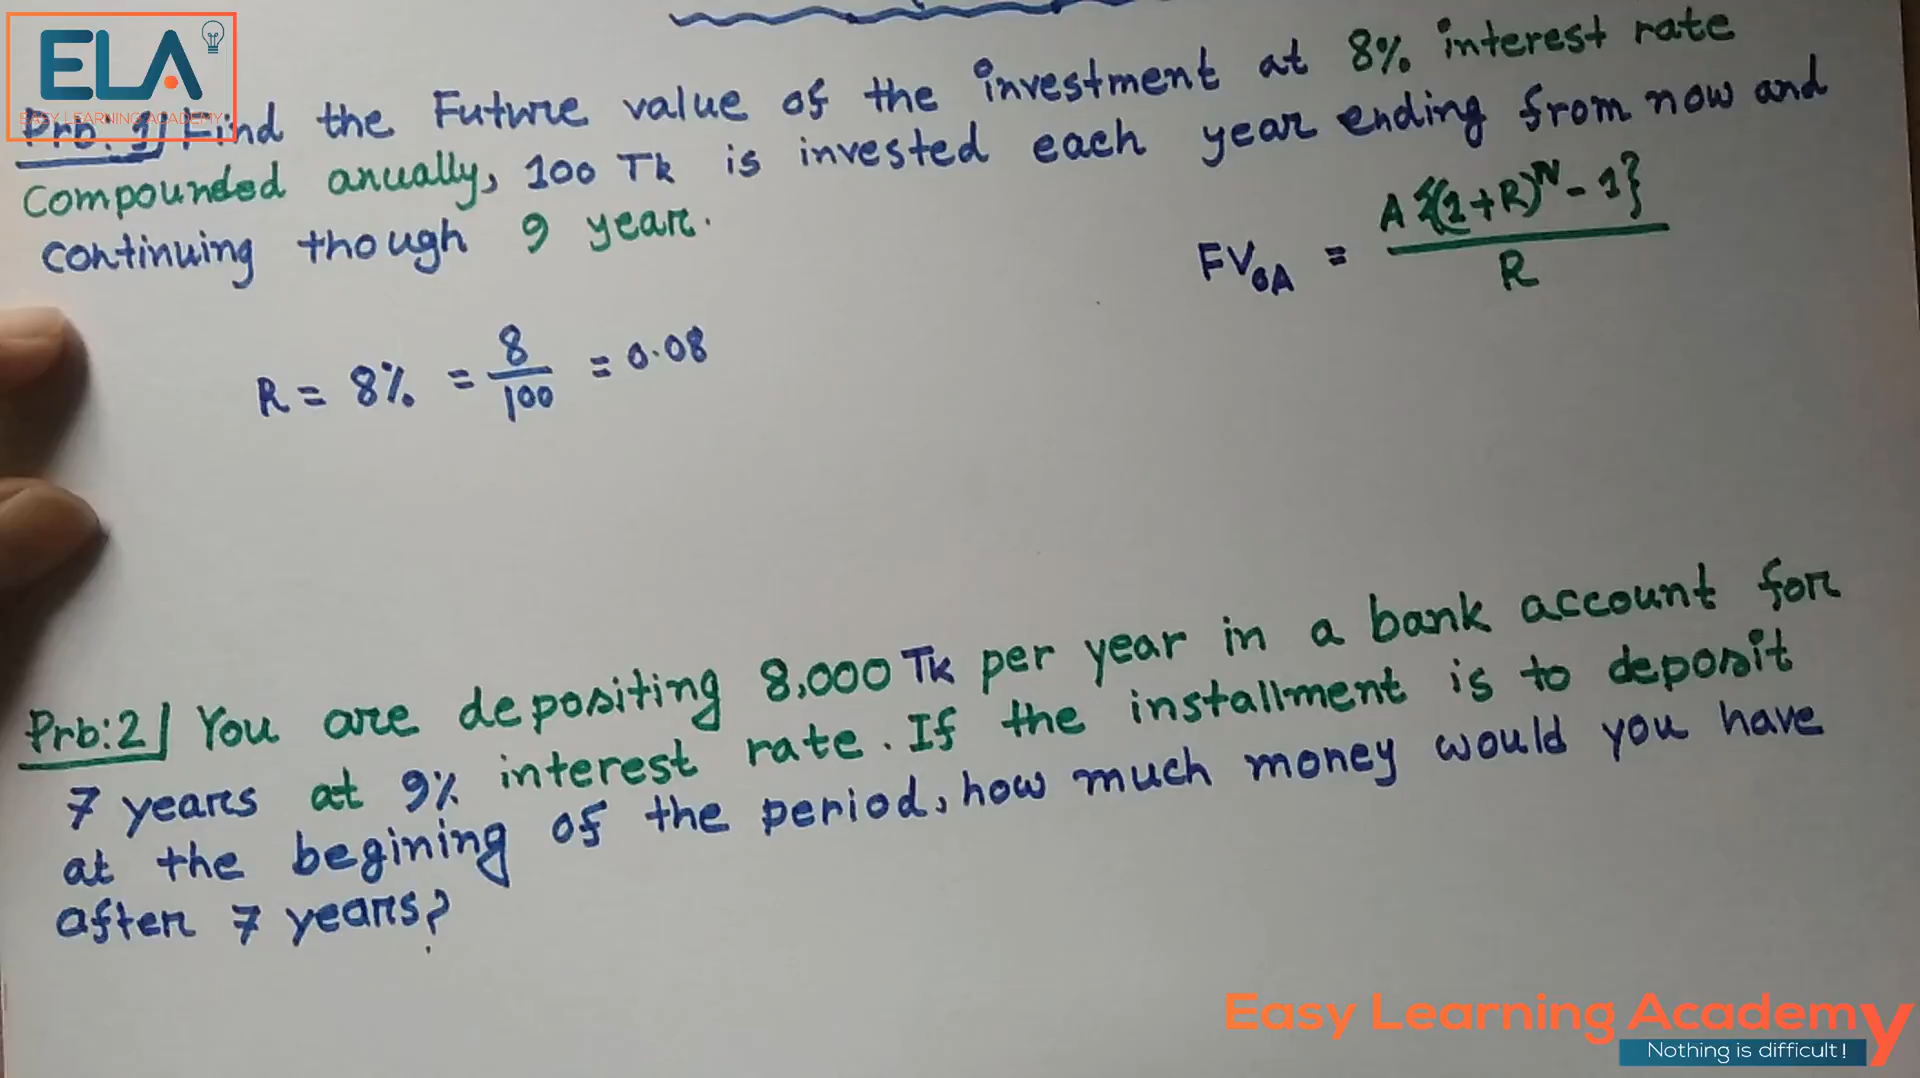 ELA
EASY LEARNING ACADEMY
Prb: 1 Find the Future value of the investment at 8% interest rate
compounded anually, 100 Tk is invested each year ending from now and
continuing though 9 year.
FVOA = A{(1+R)^N - 1} / R
R = 8% = 8/100 = 0.08
Prb:2 You are depositing 8,000 Tk per year in a bank account for
7 years at 9% interest rate. If the installment is to deposit
at the begining of the period, how much money would you have
after 7 years?
Easy Learning Academy
Nothing is difficult!